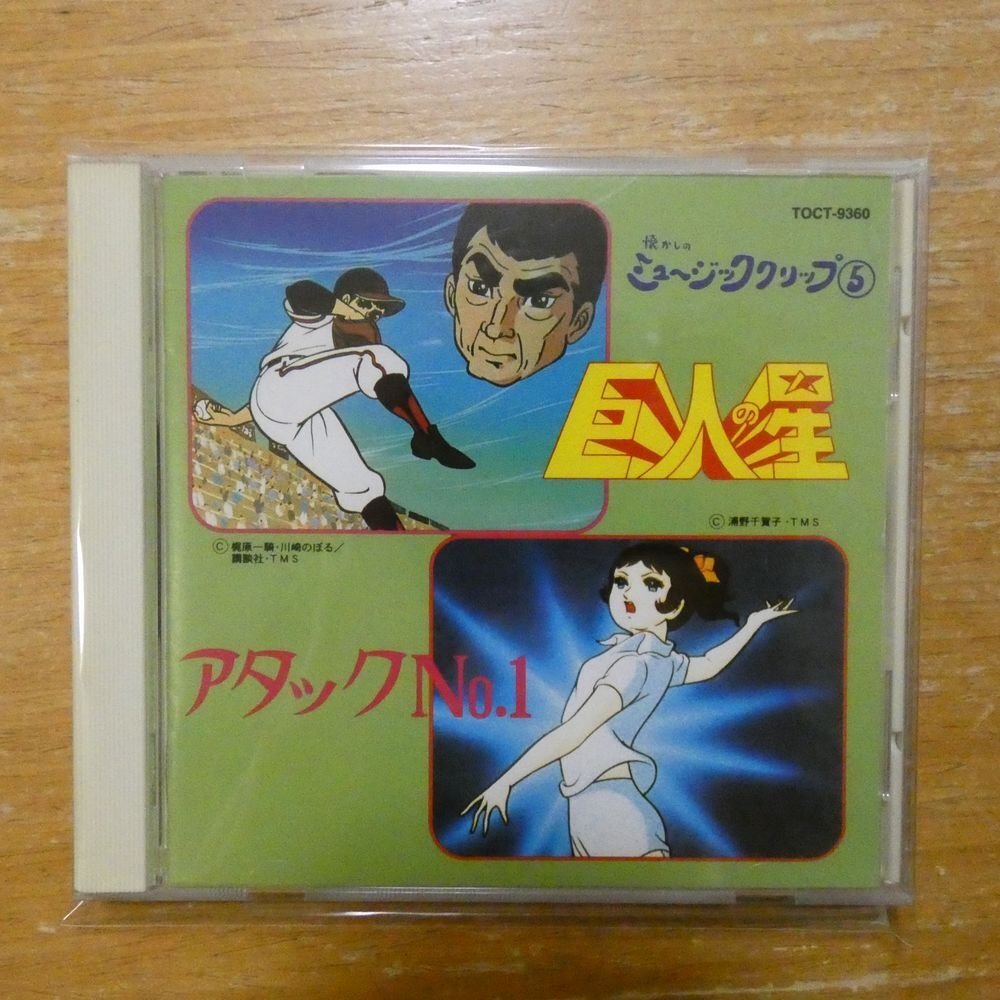 TOCT-9360
懐かしの
ミュージッククリップ⑤
巨人の星
Ⓒ浦野千賀子・TMS
Ⓒ梶原一騎・川崎のぼる／
講談社・TMS
アタックNo.1